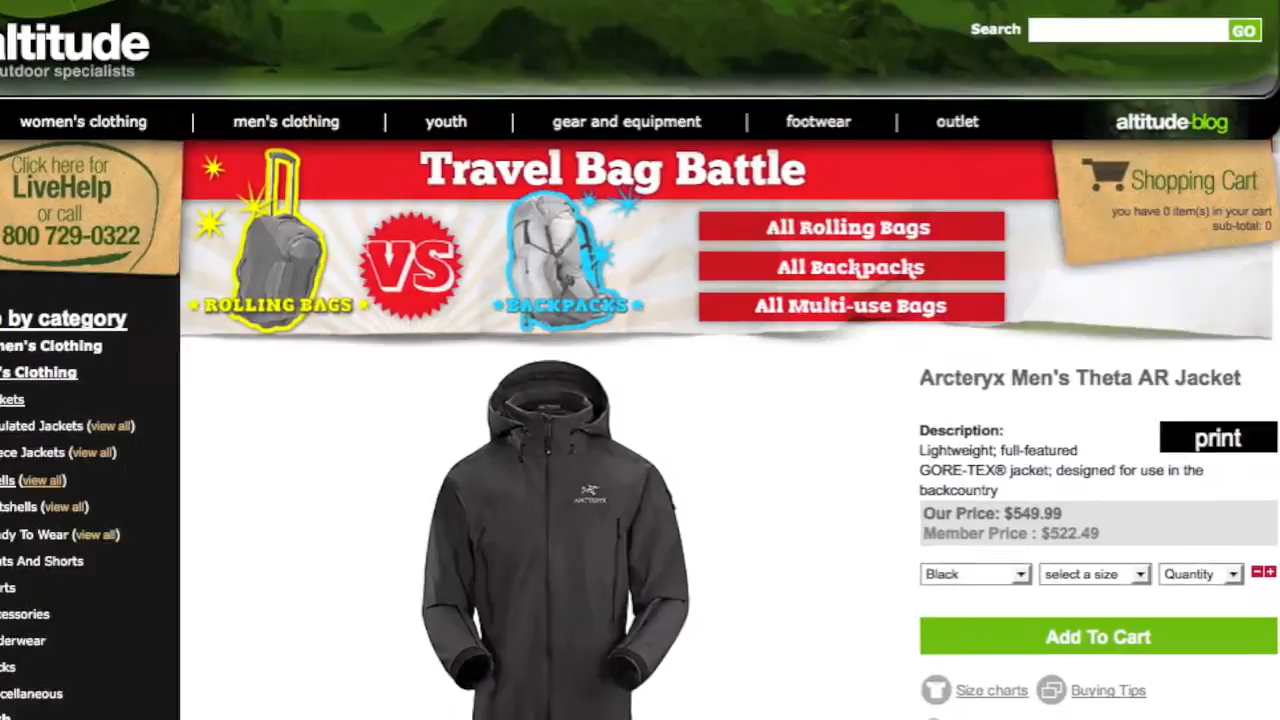 altitude
utdoor specialists
Search
GO
women's clothing
men's clothing
youth
gear and equipment
footwear
outlet
altitude-blog
Click here for
LiveHelp
or call
800 729-0322
Travel Bag Battle
ROLLING BAGS
VS
BACKPACKS
All Rolling Bags
All Backpacks
All Multi-use Bags
Shopping Cart
you have 0 item(s) in your cart
sub-total: 0
by category
men's Clothing
's Clothing
kets
ulated Jackets (view all)
ece Jackets (view all)
ells (view all)
tshells (view all)
dy To Wear (view all)
ts And Shorts
rts
cessories
derwear
ks
cellaneous
ARC'TERYX
Arcteryx Men's Theta AR Jacket
Description:
print
Lightweight; full-featured
GORE-TEX® jacket; designed for use in the
backcountry
Our Price: $549.99
Member Price : $522.49
Black
select a size
Quantity
Add To Cart
Size charts
Buying Tips